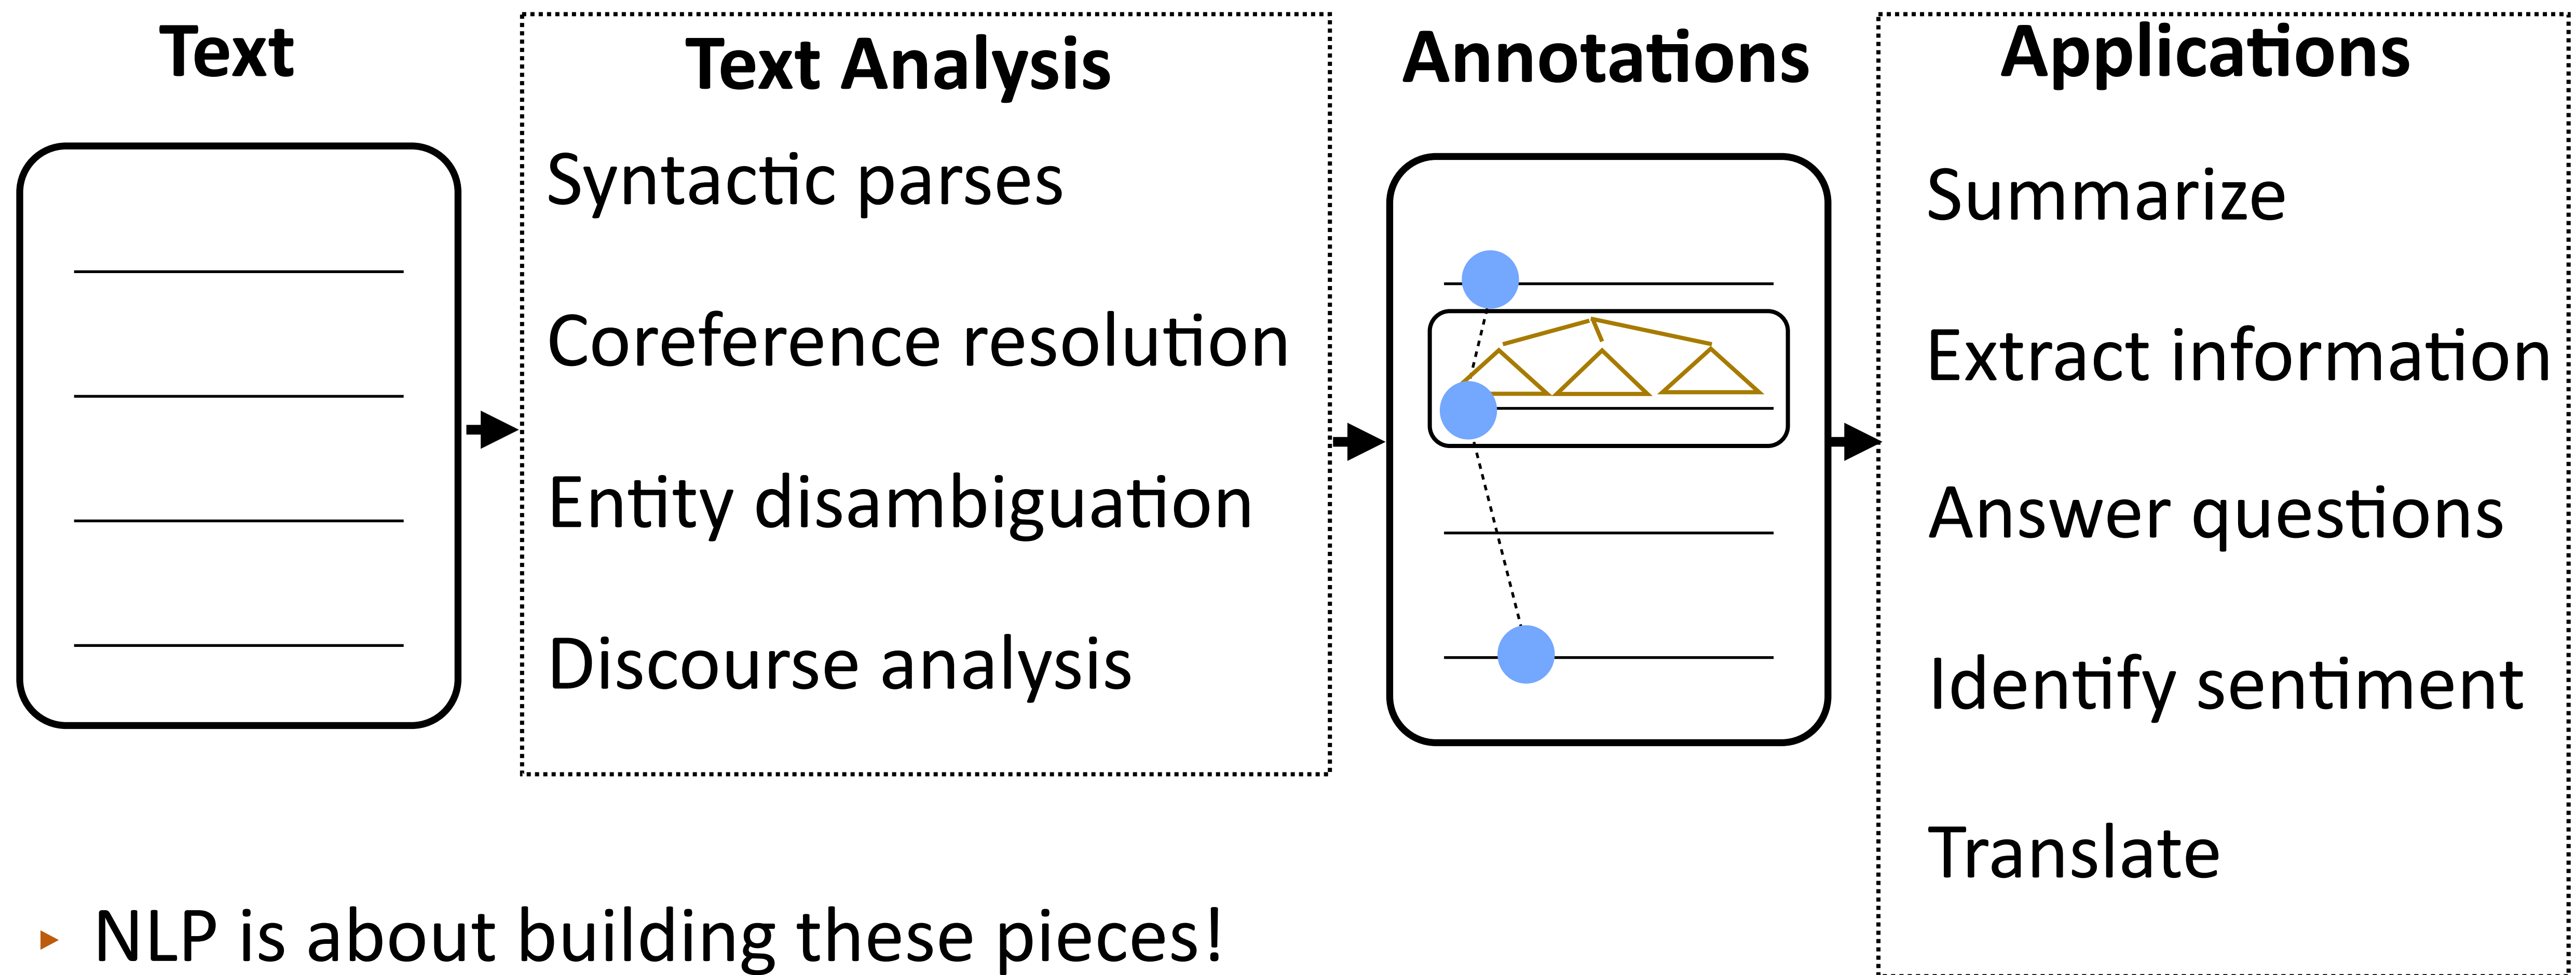 Text
Text Analysis
Syntactic parses
Coreference resolution
Entity disambiguation
Discourse analysis
Annotations
Applications
Summarize
Extract information
Answer questions
Identify sentiment
Translate
‣ NLP is about building these pieces!